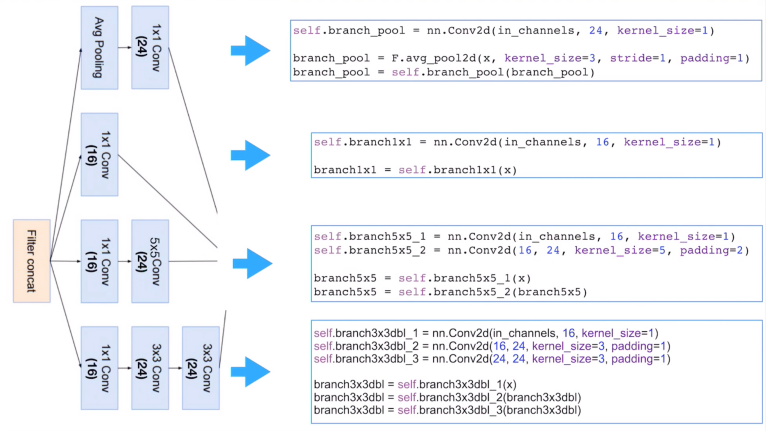 Avg Pooling
1x1 Conv
(24)
self.branch_pool = nn.Conv2d(in_channels, 24, kernel_size=1)
branch_pool = F.avg_pool2d(x, kernel_size=3, stride=1, padding=1)
branch_pool = self.branch_pool(branch_pool)
1x1 Conv
(16)
self.branch1x1 = nn.Conv2d(in_channels, 16, kernel_size=1)
branch1x1 = self.branch1x1(x)
Filter concat
1x1 Conv
(16)
5x5 Conv
(24)
self.branch5x5_1 = nn.Conv2d(in_channels, 16, kernel_size=1)
self.branch5x5_2 = nn.Conv2d(16, 24, kernel_size=5, padding=2)
branch5x5 = self.branch5x5_1(x)
branch5x5 = self.branch5x5_2(branch5x5)
1x1 Conv
(16)
3x3 Conv
(24)
3x3 Conv
(24)
self.branch3x3dbl_1 = nn.Conv2d(in_channels, 16, kernel_size=1)
self.branch3x3dbl_2 = nn.Conv2d(16, 24, kernel_size=3, padding=1)
self.branch3x3dbl_3 = nn.Conv2d(24, 24, kernel_size=3, padding=1)
branch3x3dbl = self.branch3x3dbl_1(x)
branch3x3dbl = self.branch3x3dbl_2(branch3x3dbl)
branch3x3dbl = self.branch3x3dbl_3(branch3x3dbl)